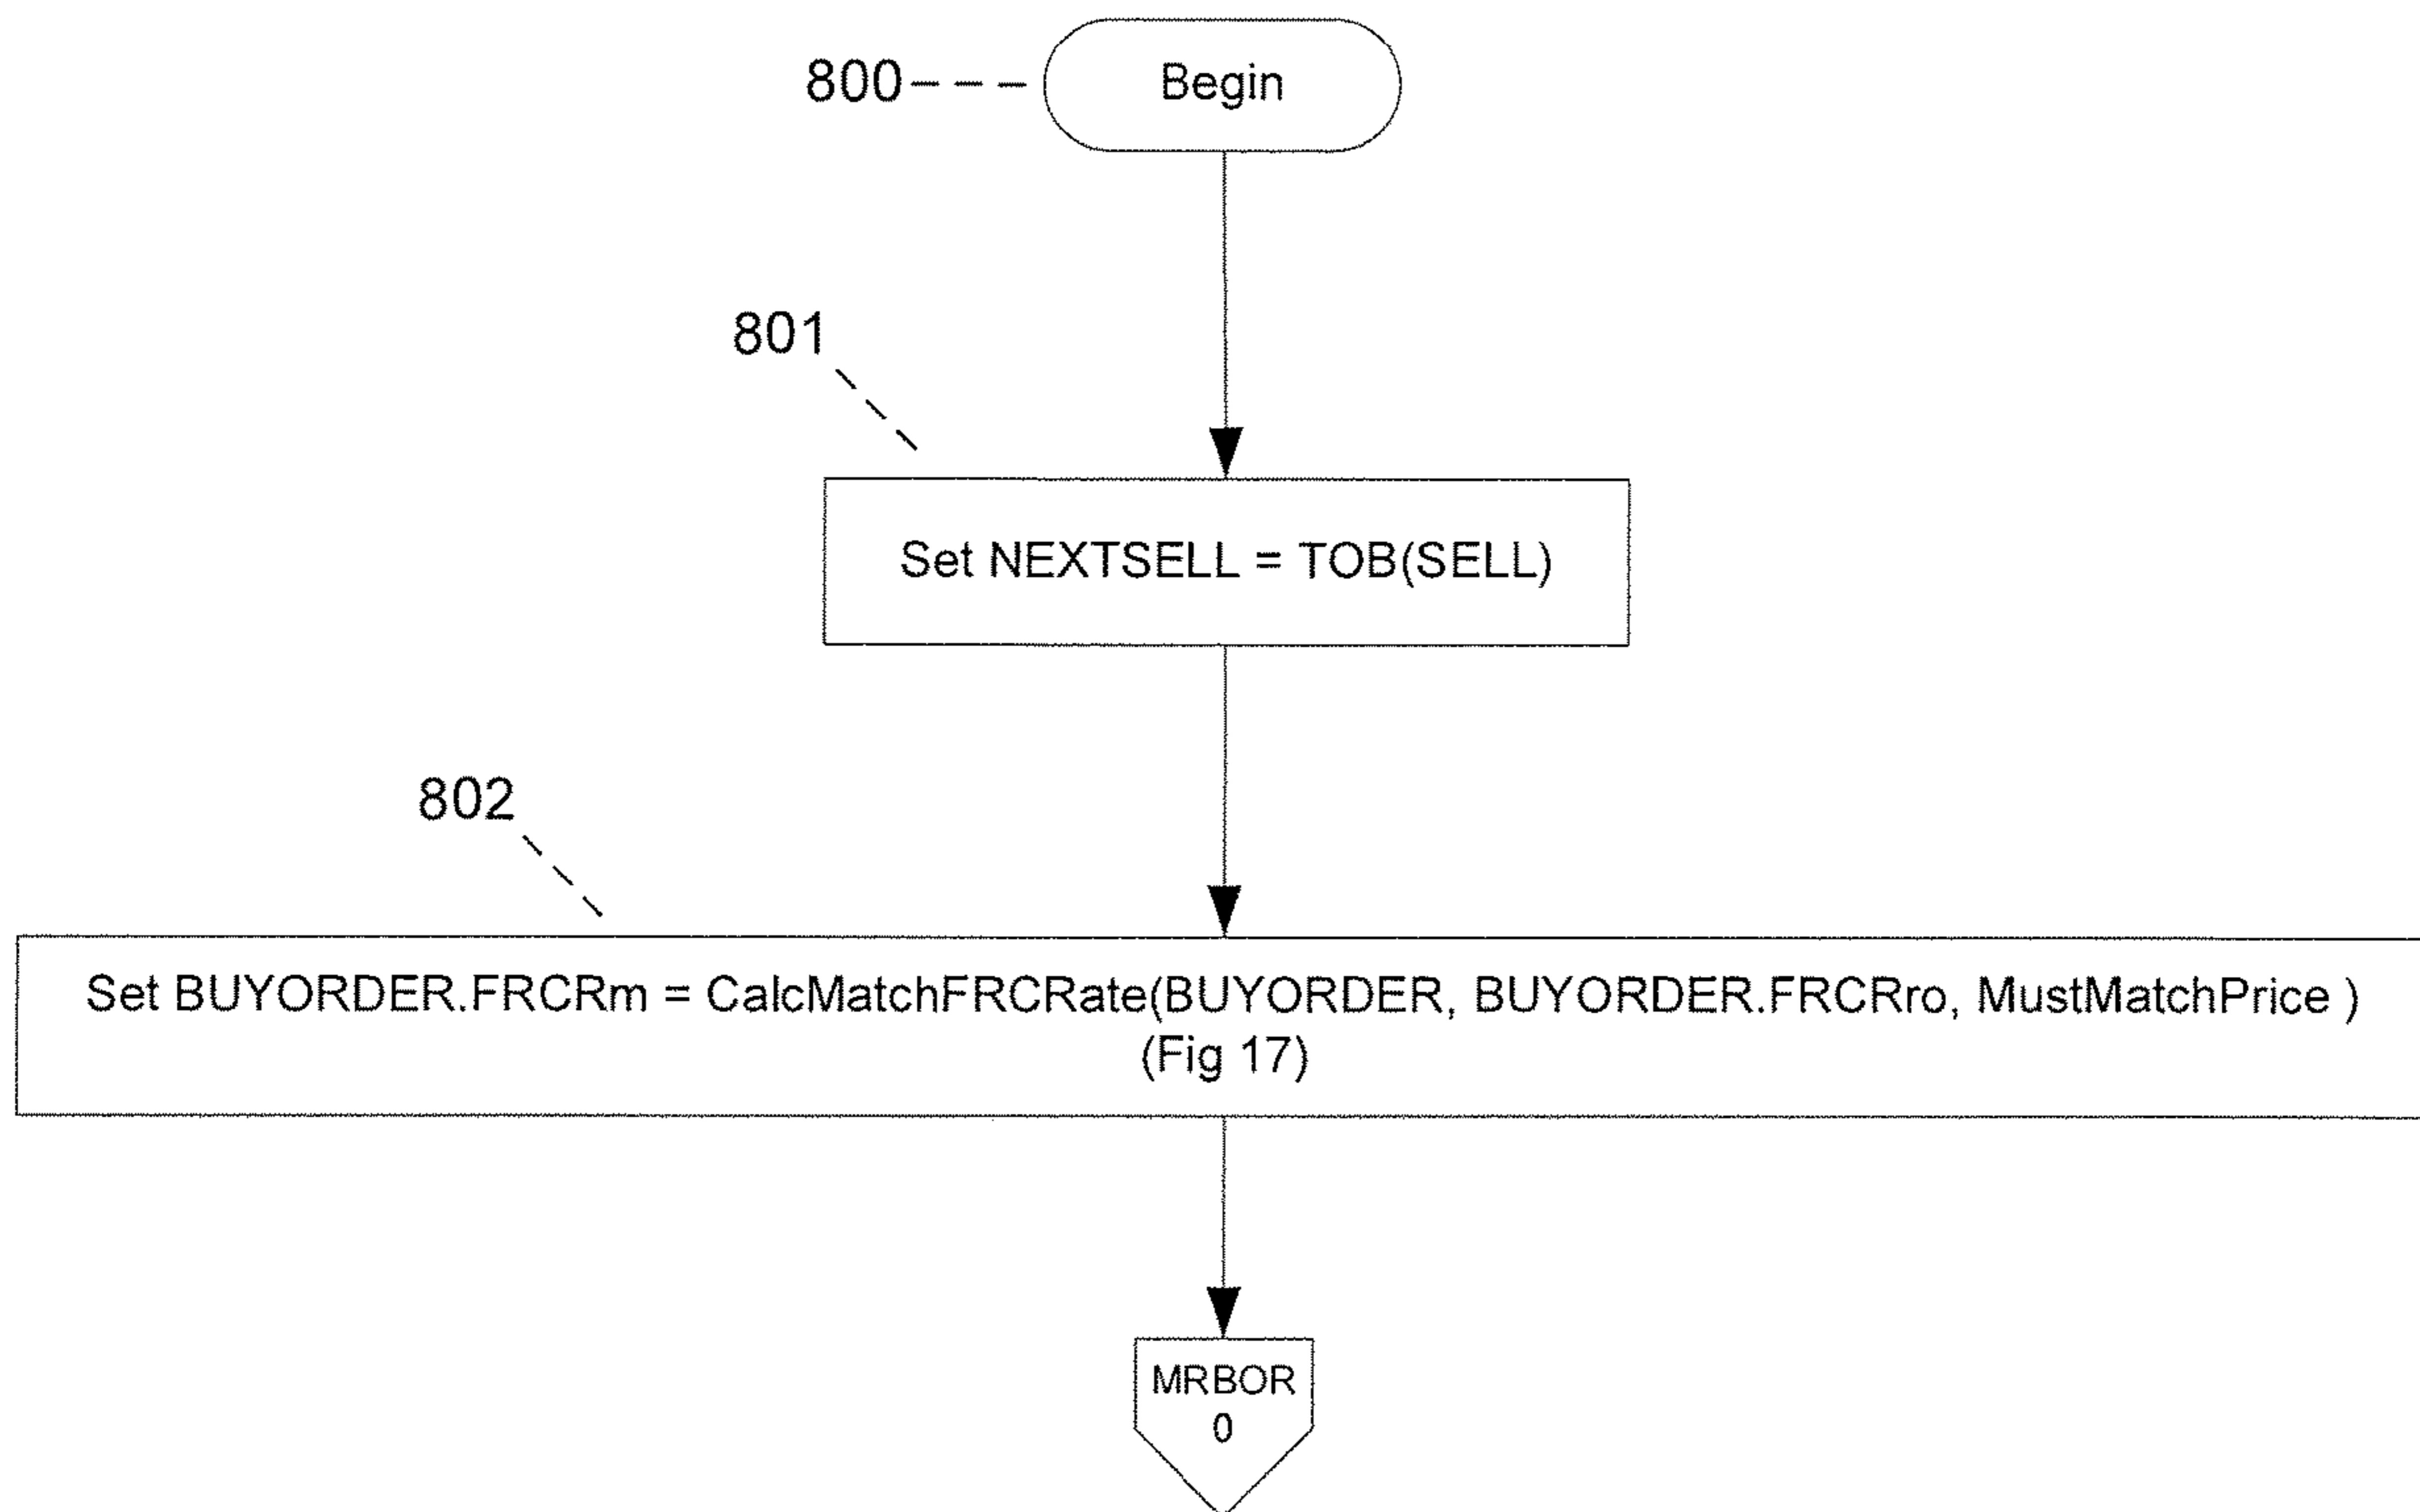 800
Begin
801
Set NEXTSELL = TOB(SELL)
802
Set BUYORDER.FRCRm = CalcMatchFRCRate(BUYORDER, BUYORDER.FRCRro, MustMatchPrice )
(Fig 17)
MRBOR
0